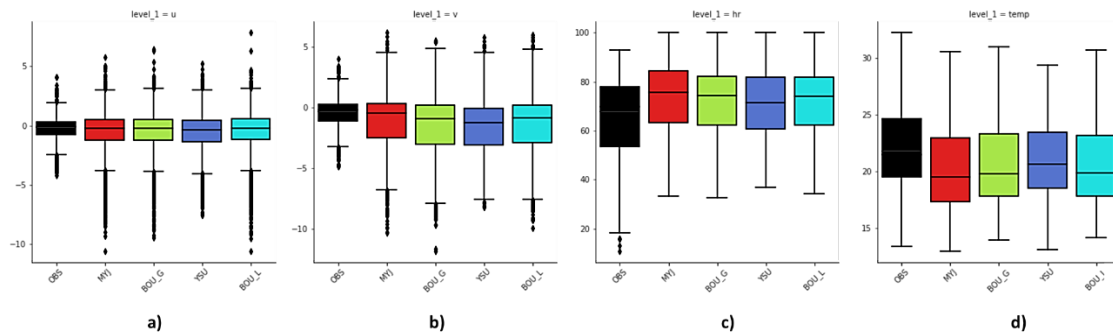 level_1 = u
level_1 = v
level_1 = hr
level_1 = temp
5
0
−5
−10
5
0
−5
−10
100
80
60
40
20
30
25
20
15
OBS
MYJ
BOU_G
YSU
BOU_L
OBS
MYJ
BOU_G
YSU
BOU_L
OBS
MYJ
BOU_G
YSU
BOU_L
OBS
MYJ
BOU_G
YSU
BOU_l
a)
b)
c)
d)